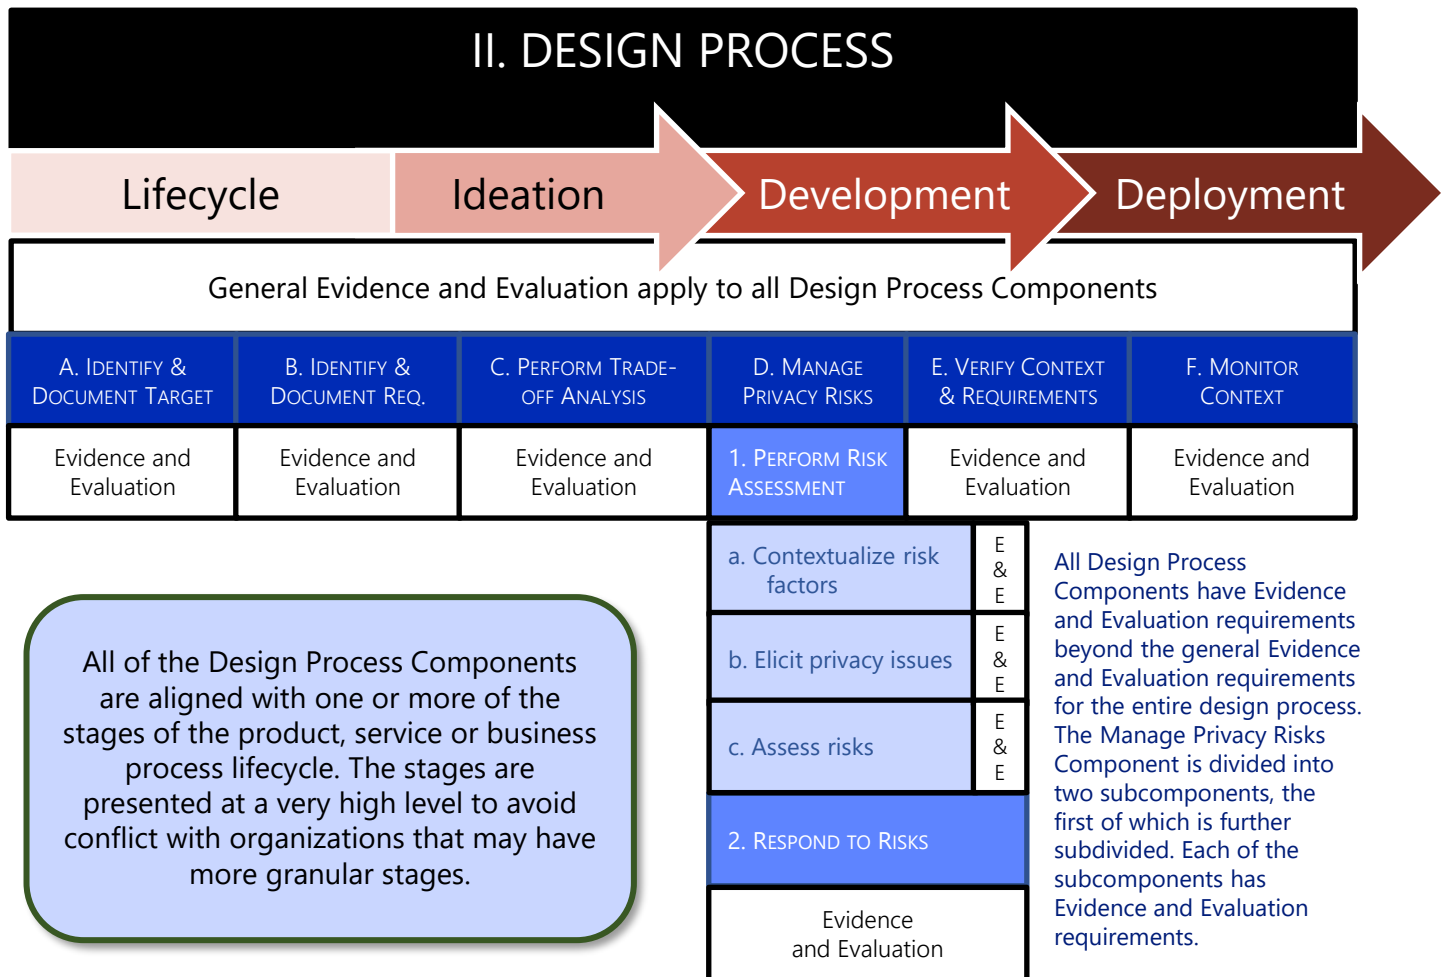 II. DESIGN PROCESS
Lifecycle
Ideation
Development
Deployment
General Evidence and Evaluation apply to all Design Process Components
A. IDENTIFY &
DOCUMENT TARGET
B. IDENTIFY &
DOCUMENT REQ.
C. PERFORM TRADE-
OFF ANALYSIS
D. MANAGE
PRIVACY RISKS
E. VERIFY CONTEXT
& REQUIREMENTS
F. MONITOR
CONTEXT
Evidence and
Evaluation
Evidence and
Evaluation
Evidence and
Evaluation
1. PERFORM RISK
ASSESSMENT
Evidence and
Evaluation
Evidence and
Evaluation
a. Contextualize risk
factors
E
&
E
b. Elicit privacy issues
E
&
E
c. Assess risks
E
&
E
2. RESPOND TO RISKS
Evidence
and Evaluation
All of the Design Process Components
are aligned with one or more of the
stages of the product, service or business
process lifecycle. The stages are
presented at a very high level to avoid
conflict with organizations that may have
more granular stages.
All Design Process
Components have Evidence
and Evaluation requirements
beyond the general Evidence
and Evaluation requirements
for the entire design process.
The Manage Privacy Risks
Component is divided into
two subcomponents, the
first of which is further
subdivided. Each of the
subcomponents has
Evidence and Evaluation
requirements.